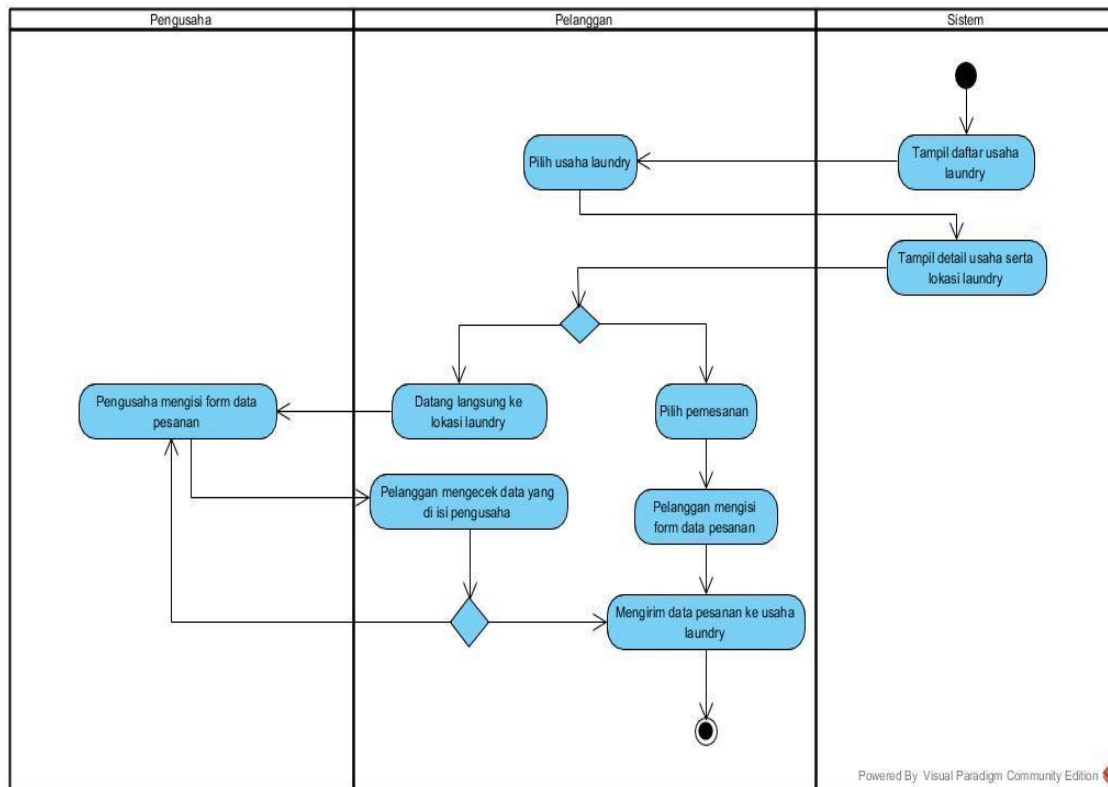 Pengusaha
Pelanggan
Sistem
Tampil daftar usaha
laundry
Pilih usaha laundry
Tampil detail usaha serta
lokasi laundry
Pengusaha mengisi form data
pesanan
Datang langsung ke
lokasi laundry
Pilih pemesanan
Pelanggan mengecek data yang
di isi pengusaha
Pelanggan mengisi
form data pesanan
Mengirim data pesanan ke usaha
laundry
Powered By Visual Paradigm Community Edition